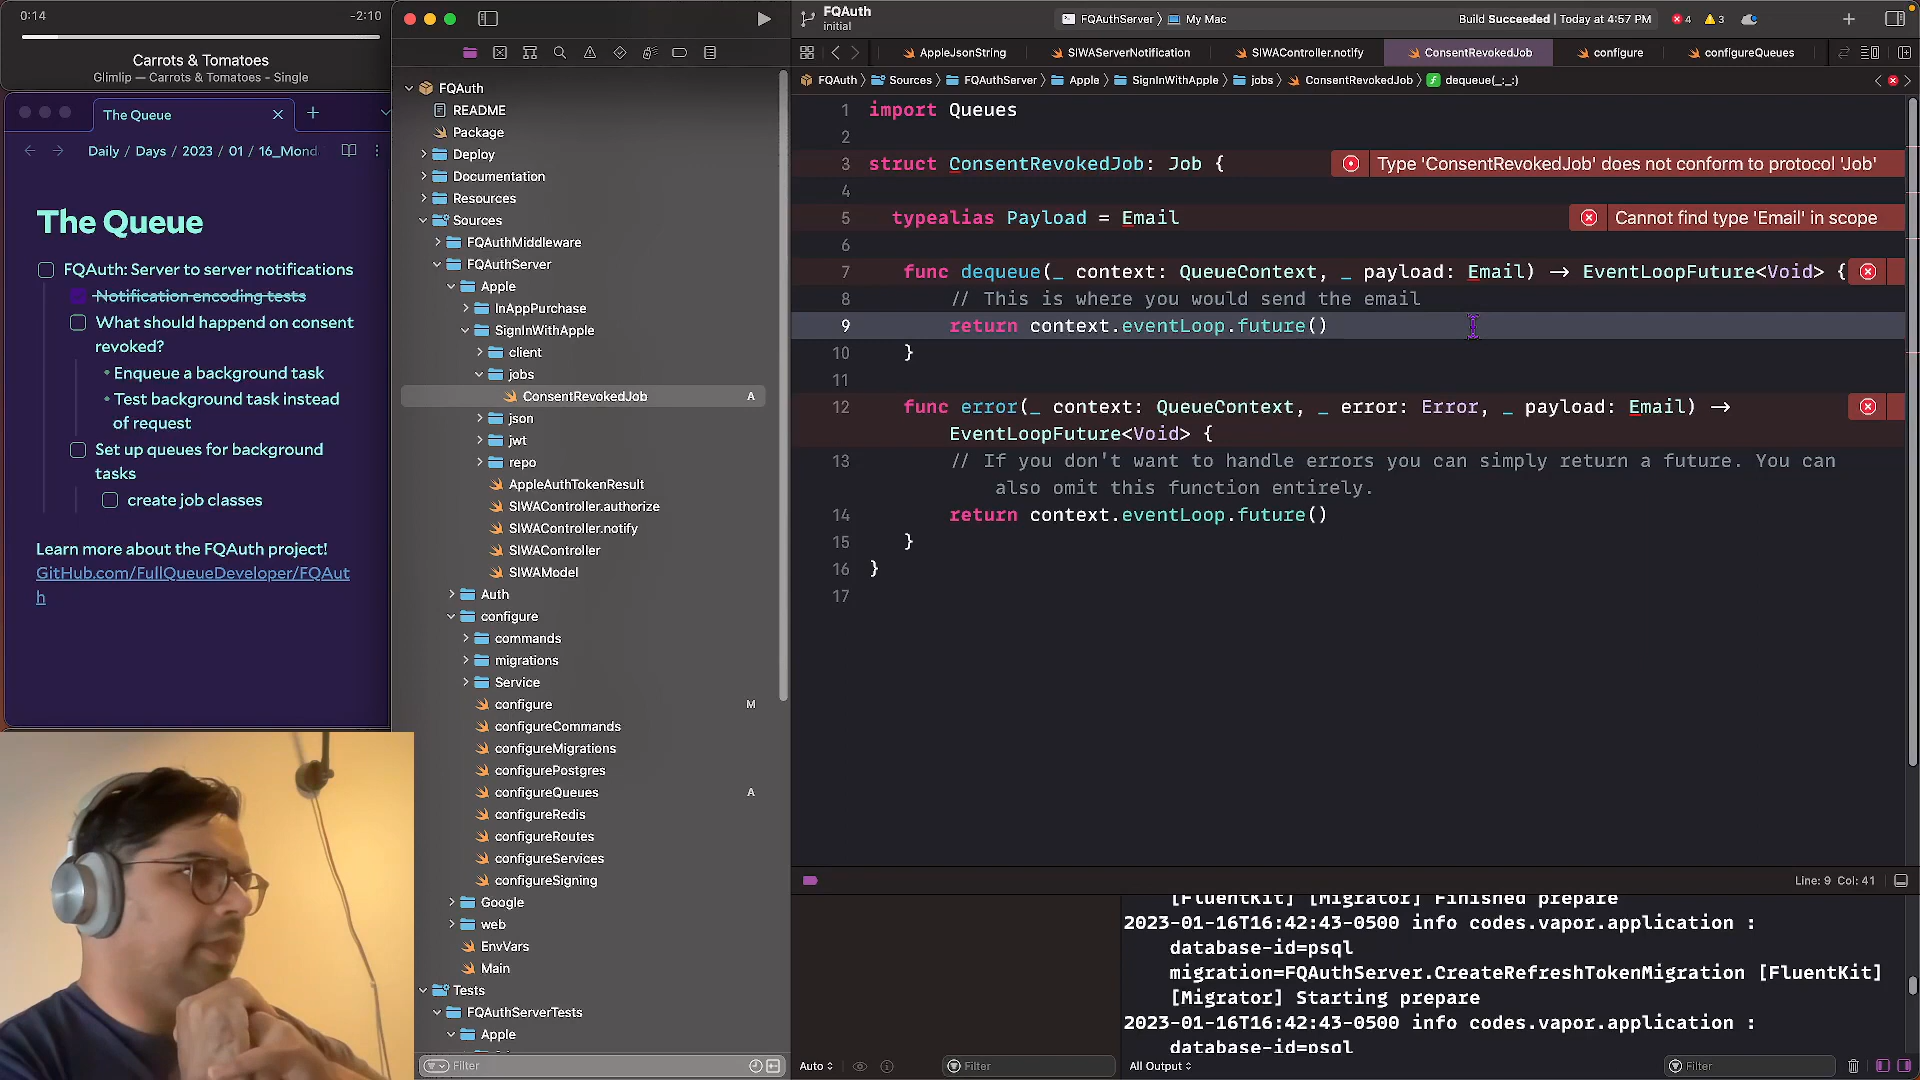 0:14
-2:10
Carrots & Tomatoes
Glimlip — Carrots & Tomatoes - Single
The Queue
Daily / Days / 2023 / 01 / 16_Mond
The Queue
FQAuth: Server to server notifications
Notification encoding tests
What should happend on consent
revoked?
• Enqueue a background task
• Test background task instead
of request
Set up queues for background
tasks
create job classes
Learn more about the FQAuth project!
GitHub.com/FullQueueDeveloper/FQAut
h
FQAuth
README
Package
Deploy
Documentation
Resources
Sources
FQAuthMiddleware
FQAuthServer
Apple
InAppPurchase
SignInWithApple
client
jobs
ConsentRevokedJob A
json
jwt
repo
AppleAuthTokenResult
SIWAController.authorize
SIWAController.notify
SIWAController
SIWAModel
Auth
configure
commands
migrations
Service
configure M
configureCommands
configureMigrations
configurePostgres
configureQueues A
configureRedis
configureRoutes
configureServices
configureSigning
Google
web
EnvVars
Main
Tests
FQAuthServerTests
Apple
Filter
FQAuth
initial
FQAuthServer 〉 My Mac
Build Succeeded | Today at 4:57 PM
4
3
AppleJsonString
SIWAServerNotification
SIWAController.notify
ConsentRevokedJob
configure
configureQueues
FQAuth 〉 Sources 〉 FQAuthServer 〉 Apple 〉 SignInWithApple 〉 jobs 〉 ConsentRevokedJob 〉 f dequeue(_:_:)
1 import Queues
2
3 struct ConsentRevokedJob: Job {
Type 'ConsentRevokedJob' does not conform to protocol 'Job'
4
5 typealias Payload = Email
Cannot find type 'Email' in scope
6
7 func dequeue(_ context: QueueContext, _ payload: Email) -> EventLoopFuture<Void> {
8 // This is where you would send the email
9 return context.eventLoop.future()
10 }
11
12 func error(_ context: QueueContext, _ error: Error, _ payload: Email) ->
EventLoopFuture<Void> {
13 // If you don't want to handle errors you can simply return a future. You can
also omit this function entirely.
14 return context.eventLoop.future()
15 }
16 }
17
Line: 9 Col: 41
[FluentKit] [Migrator] Finished prepare
2023-01-16T16:42:43-0500 info codes.vapor.application :
database-id=psql
migration=FQAuthServer.CreateRefreshTokenMigration [FluentKit]
[Migrator] Starting prepare
2023-01-16T16:42:43-0500 info codes.vapor.application :
database-id=psql
Auto
Filter
All Output
Filter